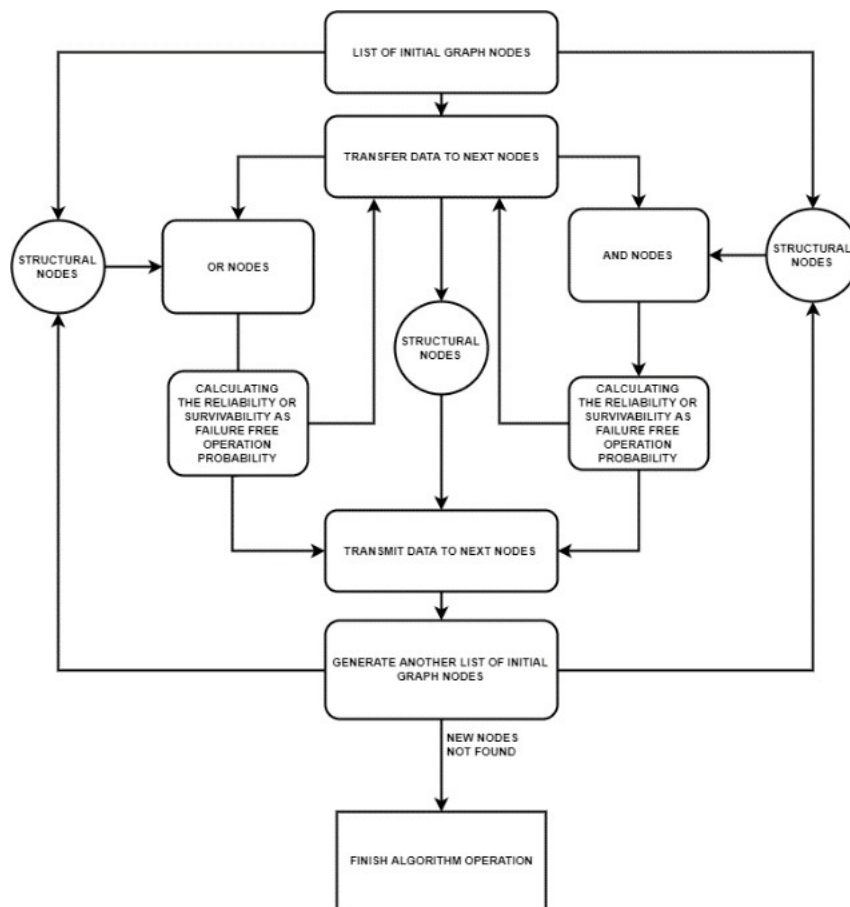 LIST OF INITIAL GRAPH NODES
TRANSFER DATA TO NEXT NODES
STRUCTURAL
NODES
OR NODES
AND NODES
STRUCTURAL
NODES
STRUCTURAL
NODES
CALCULATING
THE RELIABILITY OR
SURVIVABILITY AS
FAILURE FREE
OPERATION
PROBABILITY
CALCULATING
THE RELIABILITY OR
SURVIVABILITY AS
FAILURE FREE
OPERATION
PROBABILITY
TRANSMIT DATA TO NEXT NODES
GENERATE ANOTHER LIST OF INITIAL
GRAPH NODES
NEW NODES
NOT FOUND
FINISH ALGORITHM OPERATION